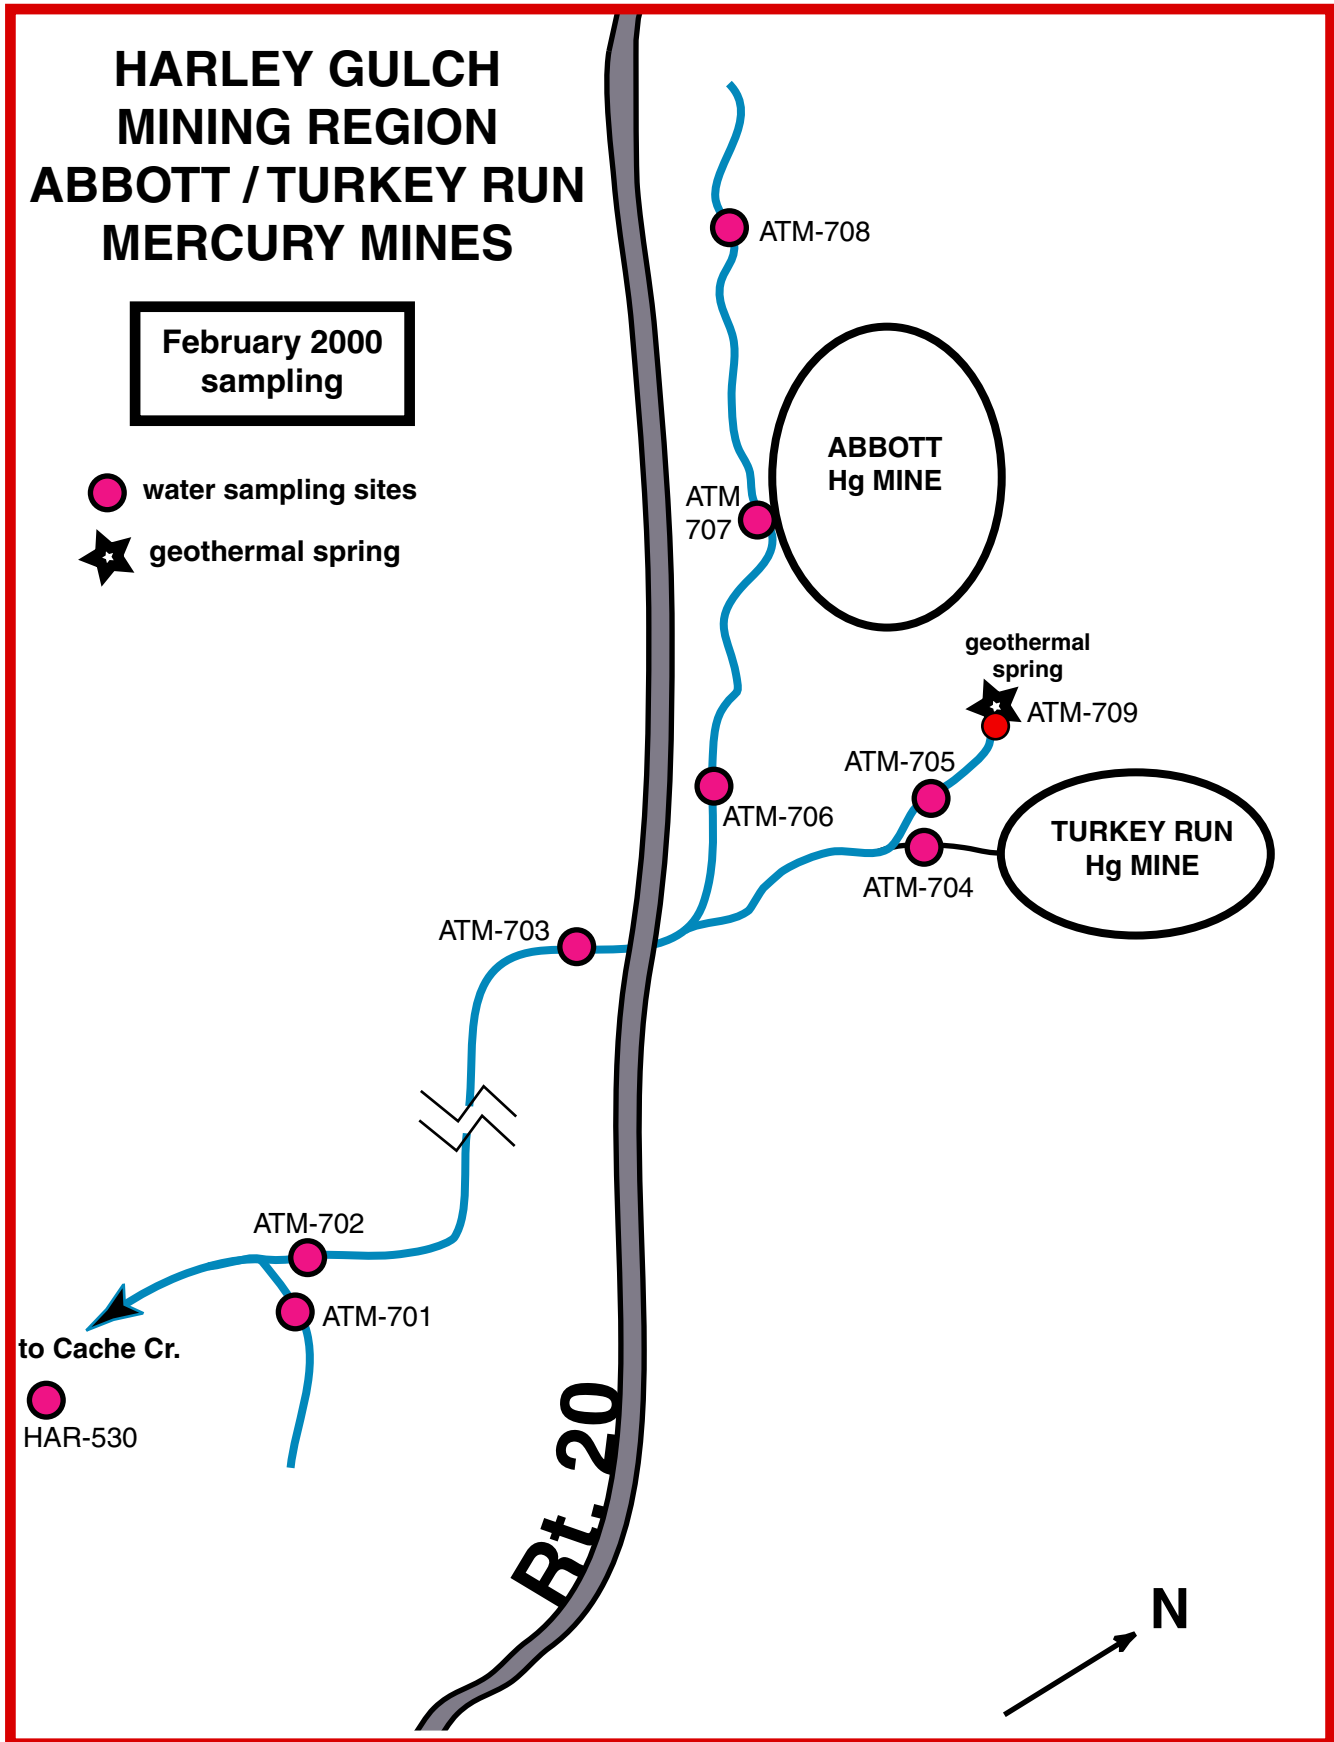 HARLEY GULCH
MINING REGION
ABBOTT / TURKEY RUN
MERCURY MINES
February 2000
sampling
water sampling sites
geothermal spring
ATM-708
ABBOTT
Hg MINE
ATM
707
geothermal
spring
ATM-709
ATM-705
ATM-706
TURKEY RUN
Hg MINE
ATM-704
ATM-703
ATM-702
ATM-701
to Cache Cr.
HAR-530
Rt. 20
N